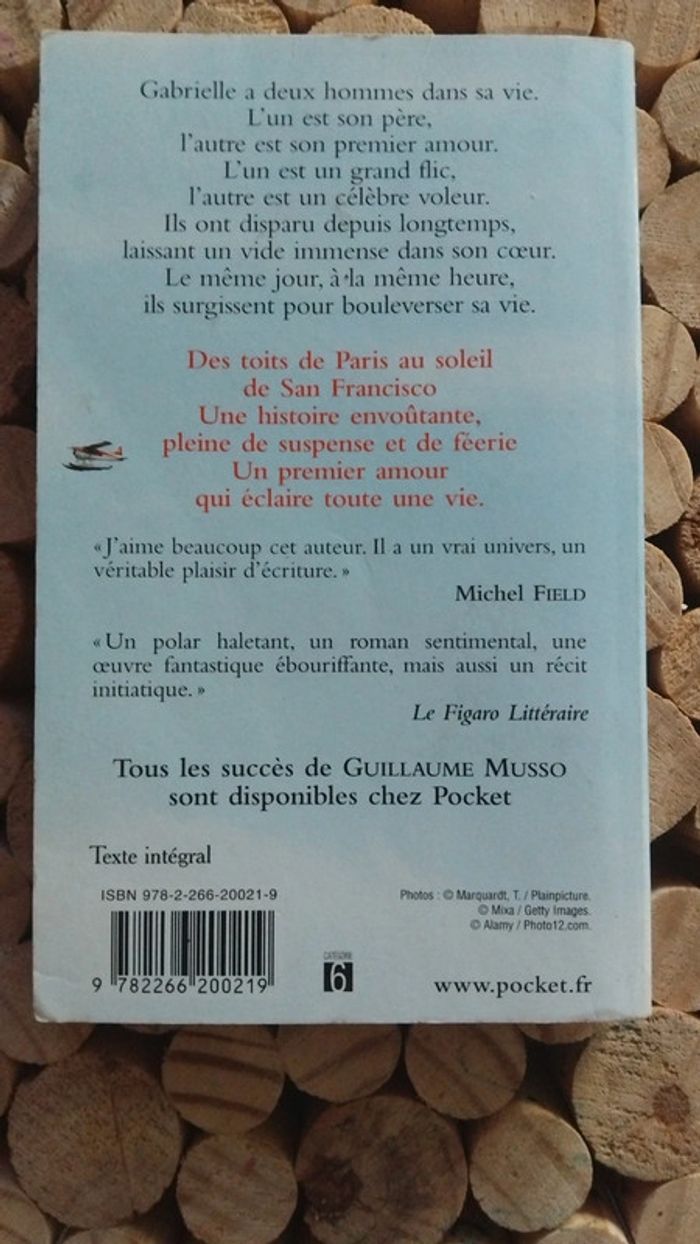 Gabrielle a deux hommes dans sa vie.
L'un est son père,
l'autre est son premier amour.
L'un est un grand flic,
l'autre est un célèbre voleur.
Ils ont disparu depuis longtemps,
laissant un vide immense dans son cœur.
Le même jour, à la même heure,
ils surgissent pour bouleverser sa vie.
Des toits de Paris au soleil
de San Francisco
Une histoire envoûtante,
pleine de suspense et de féerie
Un premier amour
qui éclaire toute une vie.
« J'aime beaucoup cet auteur. Il a un vrai univers, un
véritable plaisir d'écriture. »
Michel FIELD
« Un polar haletant, un roman sentimental, une
œuvre fantastique ébouriffante, mais aussi un récit
initiatique. »
Le Figaro Littéraire
Tous les succès de GUILLAUME MUSSO
sont disponibles chez Pocket
Texte intégral
ISBN 978-2-266-20021-9
Photos : © Marquardt, T. / Plainpicture.
© Mixa / Getty Images.
© Alamy / Photo12.com.
9 782266 200219
CATÉGORIE
6
www.pocket.fr